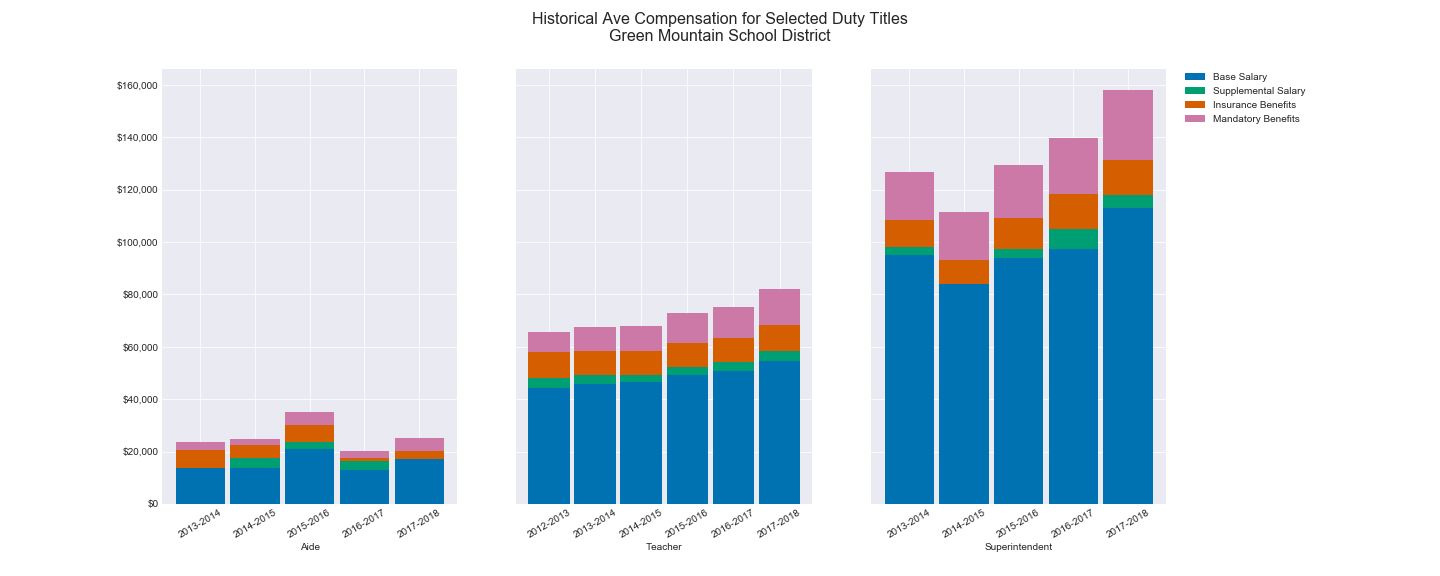 Historical Ave Compensation for Selected Duty Titles
Green Mountain School District
$160,000
$140,000
$120,000
$100,000
$80,000
$60,000
$40,000
$20,000
$0
2013-2014
2014-2015
2015-2016
2016-2017
2017-2018
Aide
2012-2013
2013-2014
2014-2015
2015-2016
2016-2017
2017-2018
Teacher
2013-2014
2014-2015
2015-2016
2016-2017
2017-2018
Superintendent
Base Salary
Supplemental Salary
Insurance Benefits
Mandatory Benefits